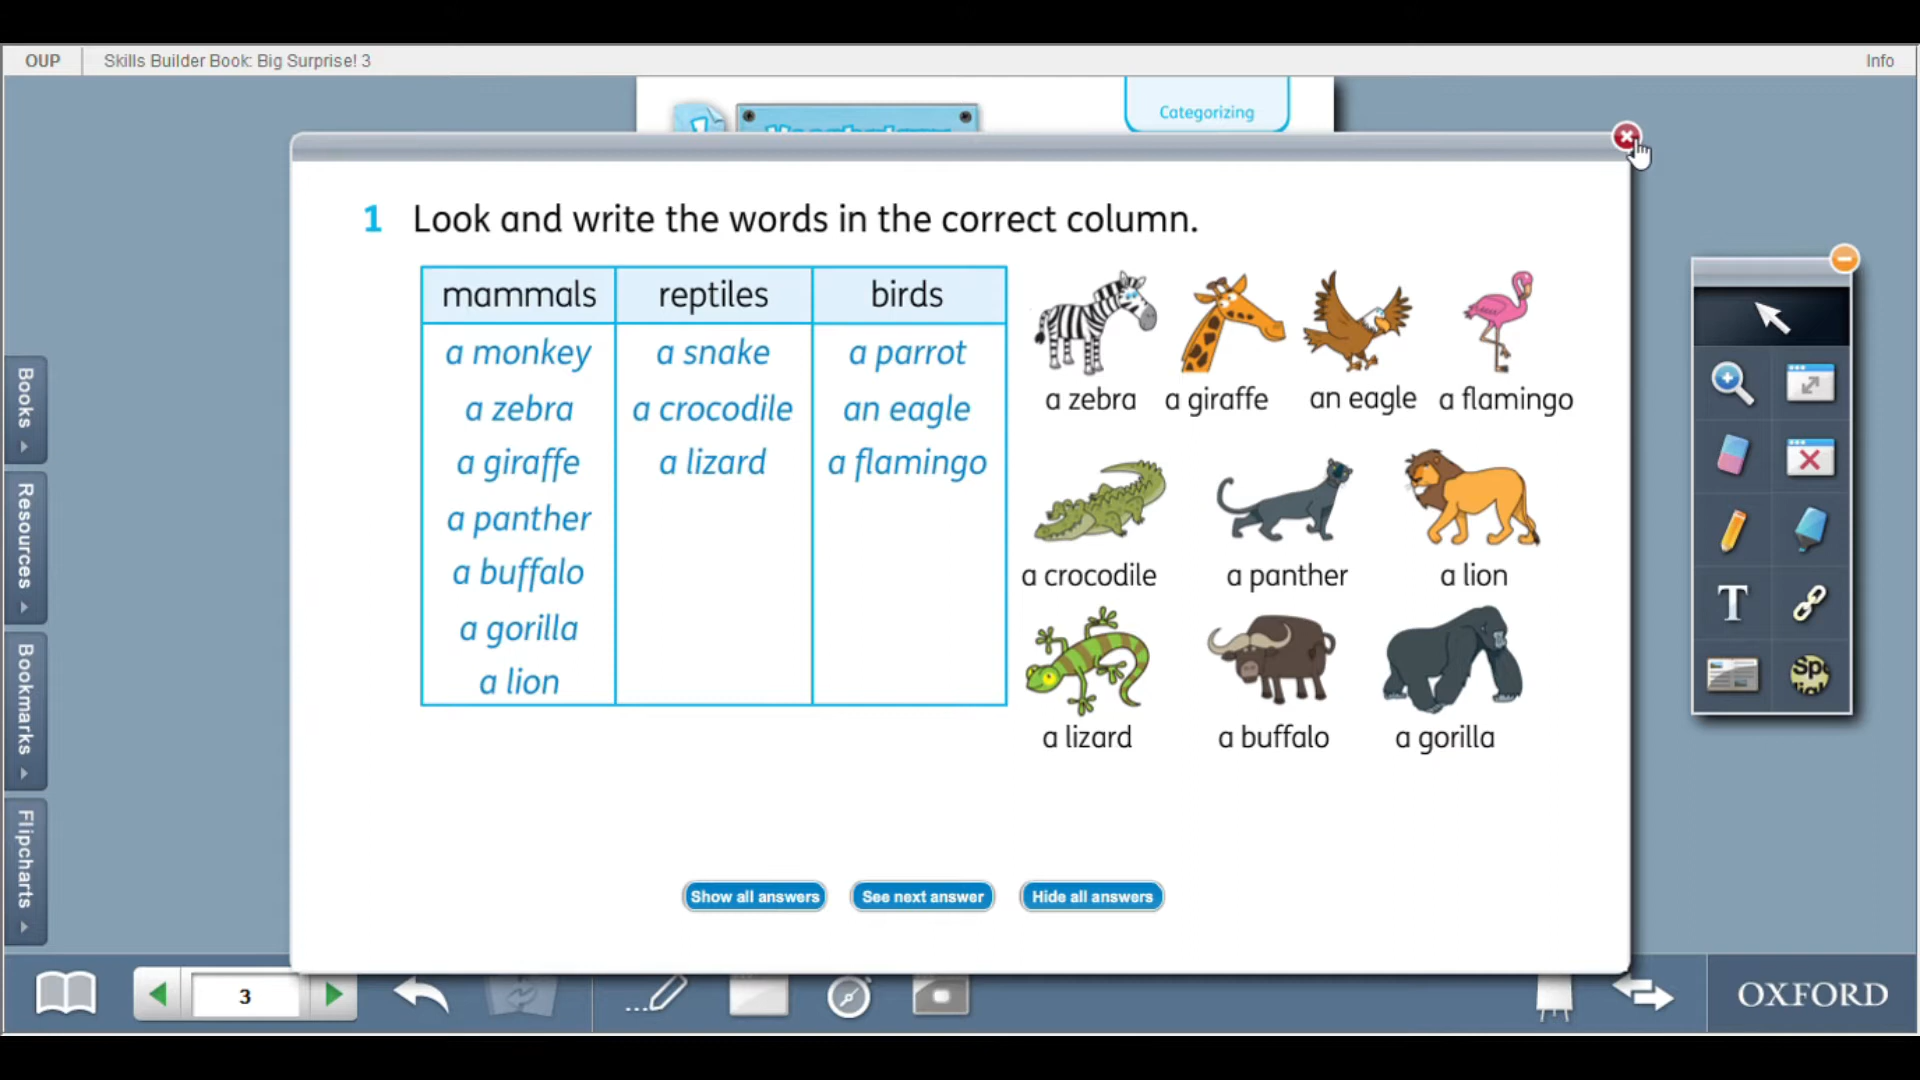 OUP
Skills Builder Book: Big Surprise! 3
Info
Categorizing
1 Look and write the words in the correct column.
mammals reptiles birds
a monkey a snake a parrot
a zebra a crocodile an eagle
a giraffe a lizard a flamingo
a panther
a buffalo
a gorilla
a lion
a zebra a giraffe an eagle a flamingo
a crocodile a panther a lion
a lizard a buffalo a gorilla
Show all answers See next answer Hide all answers
Books
Resources
Bookmarks
Flipcharts
T
3
OXFORD